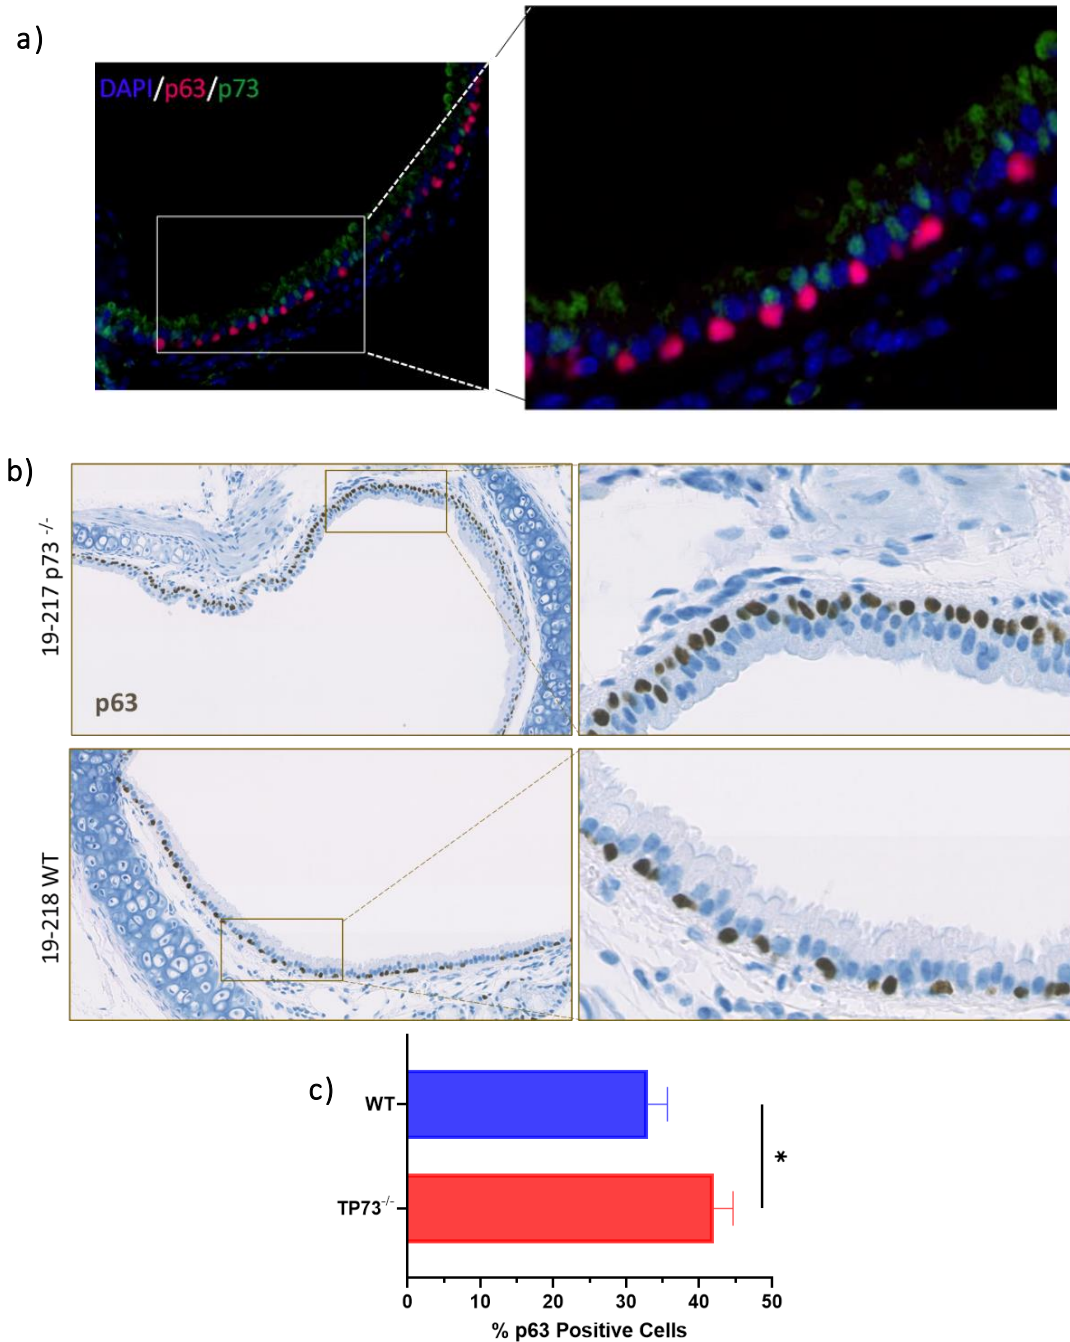 a)
DAPI/p63/p73
b)
19-217 p73 -/-
p63
19-218 WT
c)
WT
TP73-/-
*
0 10 20 30 40 50
% p63 Positive Cells